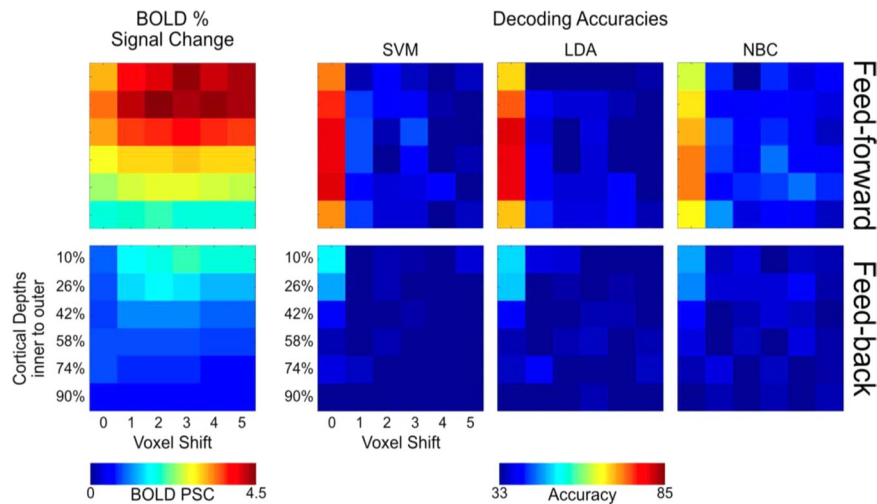 BOLD %
Signal Change
Decoding Accuracies
SVM
LDA
NBC
Feed-forward
Feed-back
Cortical Depths
inner to outer
10%
26%
42%
58%
74%
90%
10%
26%
42%
58%
74%
90%
0 1 2 3 4 5
Voxel Shift
0 1 2 3 4 5
Voxel Shift
0 BOLD PSC 4.5
33 Accuracy 85